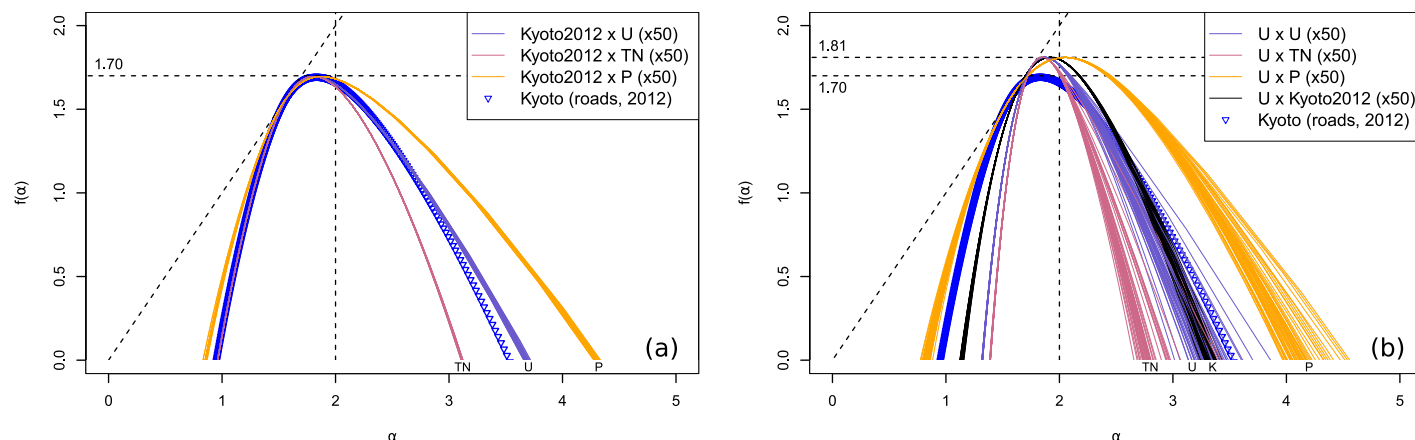 2.0
1.5
1.0
0.5
0.0
f(α)
1.70
Kyoto2012 x U (x50)
Kyoto2012 x TN (x50)
Kyoto2012 x P (x50)
Kyoto (roads, 2012)
(a)
TN U P
0 1 2 3 4 5
α
2.0
1.5
1.0
0.5
0.0
f(α)
1.81
1.70
U x U (x50)
U x TN (x50)
U x P (x50)
U x Kyoto2012 (x50)
Kyoto (roads, 2012)
(b)
TN U K P
0 1 2 3 4 5
α